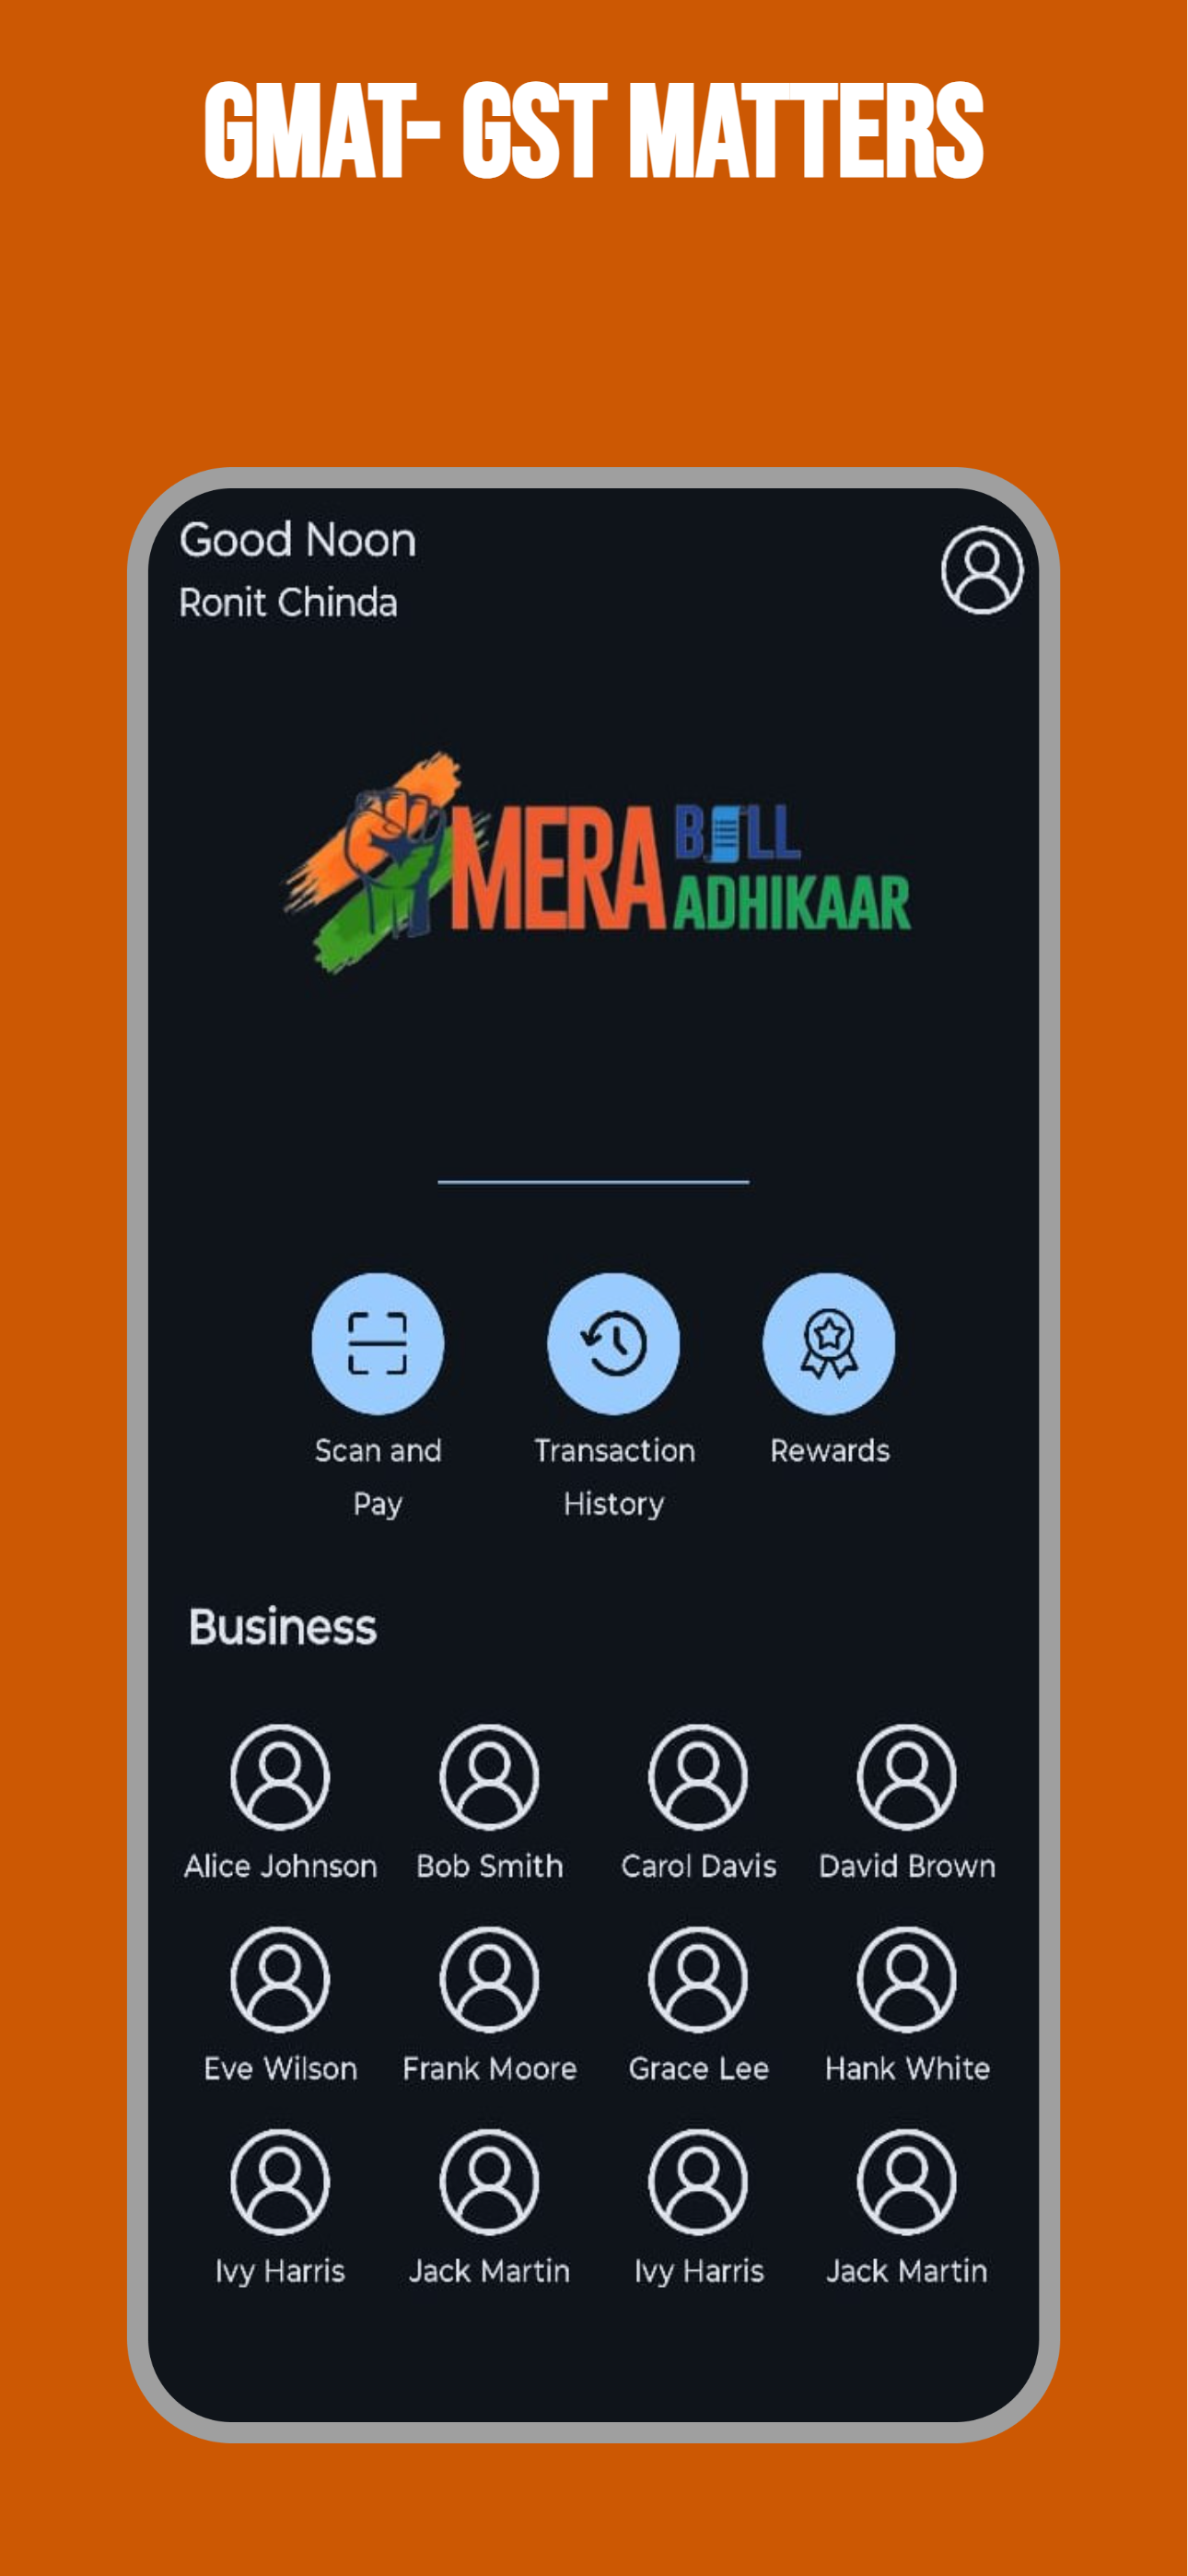 GMAT- GST MATTERS
Good Noon
Ronit Chinda
MERA BILL
ADHIKAAR
Scan and
Pay
Transaction
History
Rewards
Business
Alice Johnson Bob Smith Carol Davis David Brown
Eve Wilson Frank Moore Grace Lee Hank White
Ivy Harris Jack Martin Ivy Harris Jack Martin